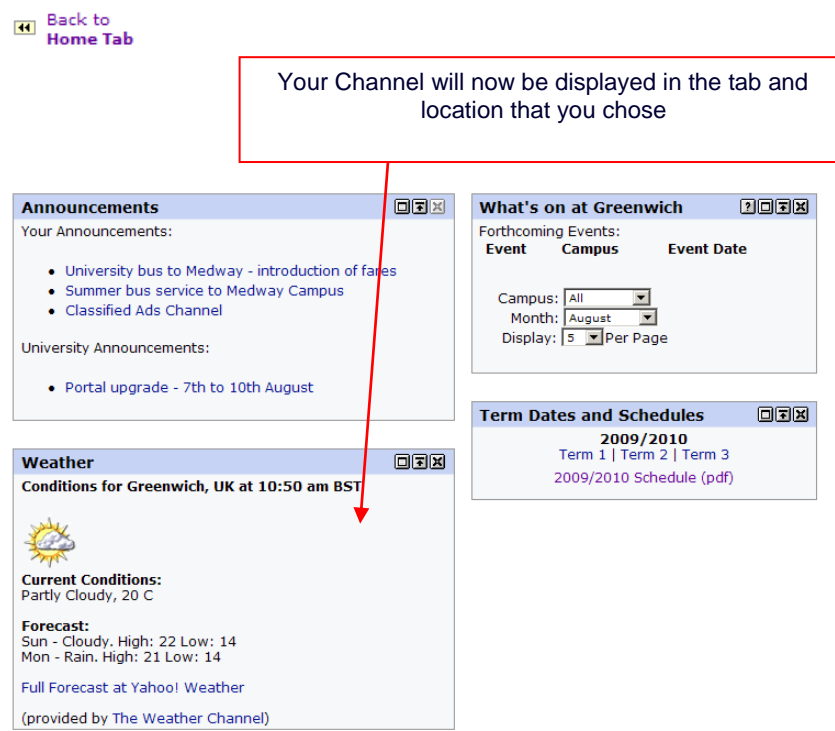 Back to
Home Tab
Your Channel will now be displayed in the tab and
location that you chose
Announcements
Your Announcements:
University bus to Medway - introduction of fares
Summer bus service to Medway Campus
Classified Ads Channel
University Announcements:
Portal upgrade - 7th to 10th August
Weather
Conditions for Greenwich, UK at 10:50 am BST
Current Conditions:
Partly Cloudy, 20 C
Forecast:
Sun - Cloudy. High: 22 Low: 14
Mon - Rain. High: 21 Low: 14
Full Forecast at Yahoo! Weather
(provided by The Weather Channel)
What's on at Greenwich
Forthcoming Events:
Event Campus Event Date
Campus: All
Month: August
Display: 5 Per Page
Term Dates and Schedules
2009/2010
Term 1 | Term 2 | Term 3
2009/2010 Schedule (pdf)